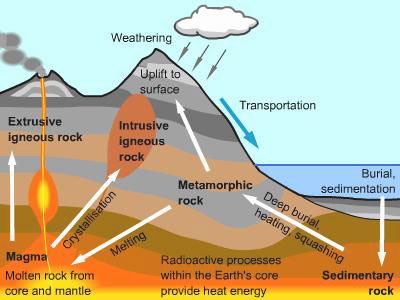 Weathering
Uplift to
surface
Transportation
Extrusive
igneous rock
Intrusive
igneous
rock
Burial,
sedimentation
Metamorphic
rock
Crystallisation
Deep burial,
heating, squashing
Melting
Magma
Molten rock from
core and mantle
Radioactive processes
within the Earth's core
provide heat energy
Sedimentary
rock